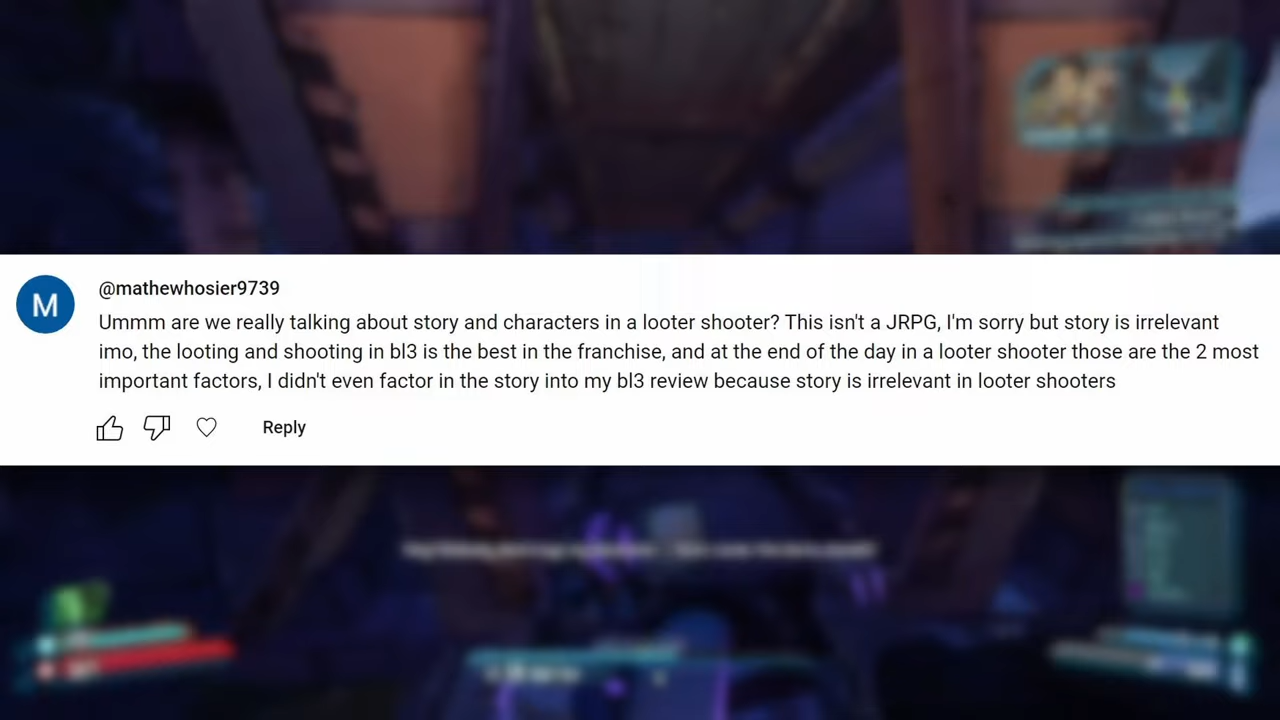 M
@mathewhosier9739
Ummm are we really talking about story and characters in a looter shooter? This isn't a JRPG, I'm sorry but story is irrelevant
imo, the looting and shooting in bl3 is the best in the franchise, and at the end of the day in a looter shooter those are the 2 most
important factors, I didn't even factor in the story into my bl3 review because story is irrelevant in looter shooters
Reply